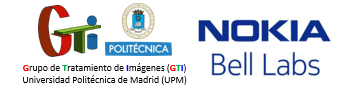 GTi
POLITÉCNICA
Grupo de Tratamiento de Imágenes (GTI)
Universidad Politécnica de Madrid (UPM)
NOKIA
Bell Labs